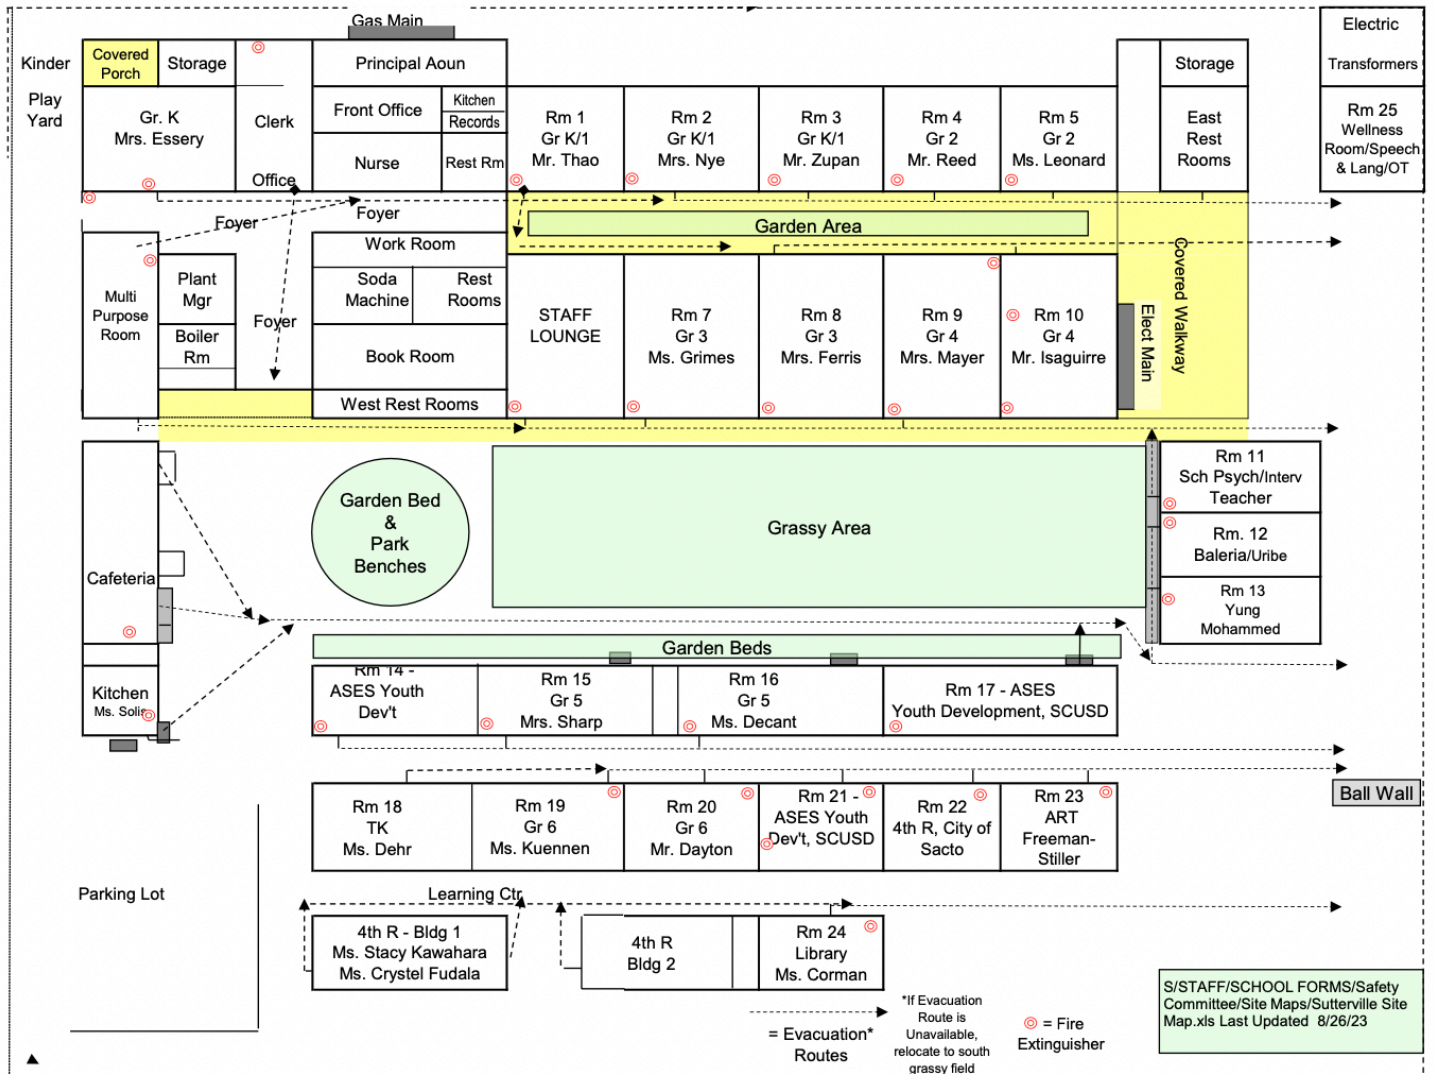 Gas Main
Kinder
Play
Yard
Covered
Porch
Storage
Principal Aoun
Storage
Electric
Transformers
Gr. K
Mrs. Essery
Clerk
Office
Front Office
Kitchen
Records
Nurse
Rest Rm
Rm 1
Gr K/1
Mr. Thao
Rm 2
Gr K/1
Mrs. Nye
Rm 3
Gr K/1
Mr. Zupan
Rm 4
Gr 2
Mr. Reed
Rm 5
Gr 2
Ms. Leonard
East
Rest
Rooms
Rm 25
Wellness
Room/Speech
& Lang/OT
Foyer
Foyer
Garden Area
Covered Walkway
Multi
Purpose
Room
Plant
Mgr
Boiler
Rm
Foyer
Work Room
Soda
Machine
Rest
Rooms
Book Room
West Rest Rooms
STAFF
LOUNGE
Rm 7
Gr 3
Ms. Grimes
Rm 8
Gr 3
Mrs. Ferris
Rm 9
Gr 4
Mrs. Mayer
Rm 10
Gr 4
Mr. Isaguirre
Elect Main
Cafeteria
Garden Bed
&
Park
Benches
Grassy Area
Rm 11
Sch Psych/Interv
Teacher
Rm. 12
Baleria/Uribe
Rm 13
Yung
Mohammed
Garden Beds
Kitchen
Ms. Solis
Rm 14 -
ASES Youth
Dev't
Rm 15
Gr 5
Mrs. Sharp
Rm 16
Gr 5
Ms. Decant
Rm 17 - ASES
Youth Development, SCUSD
Rm 18
TK
Ms. Dehr
Rm 19
Gr 6
Ms. Kuennen
Rm 20
Gr 6
Mr. Dayton
Rm 21 -
ASES Youth
Dev't, SCUSD
Rm 22
4th R, City of
Sacto
Rm 23
ART
Freeman-
Stiller
Ball Wall
Parking Lot
Learning Ctr
4th R - Bldg 1
Ms. Stacy Kawahara
Ms. Crystel Fudala
4th R
Bldg 2
Rm 24
Library
Ms. Corman
= Evacuation*
Routes
*If Evacuation
Route is
Unavailable,
relocate to south
grassy field
= Fire
Extinguisher
S/STAFF/SCHOOL FORMS/Safety
Committee/Site Maps/Sutterville Site
Map.xls Last Updated 8/26/23